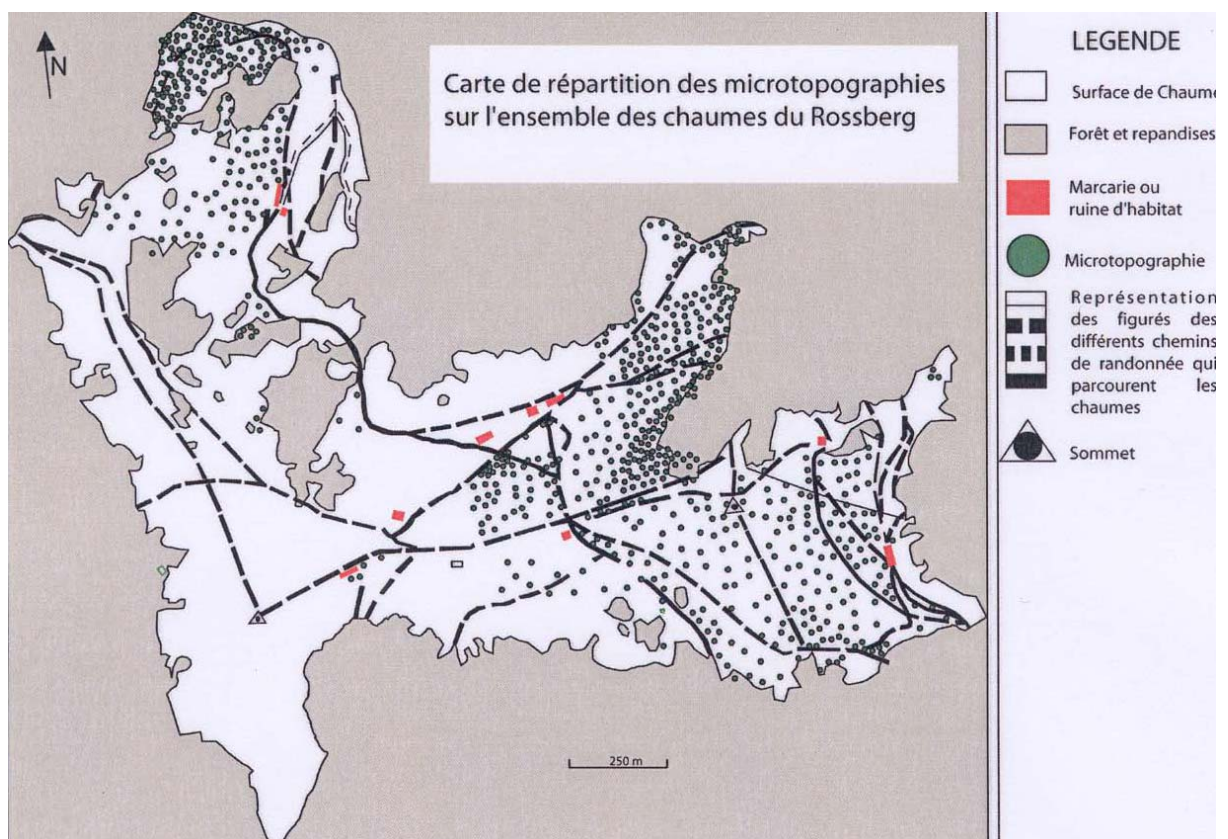 N
Carte de répartition des microtopographies
sur l'ensemble des chaumes du Rossberg
250 m
LEGENDE
Surface de Chaume
Forêt et repandises
Marcarie ou
ruine d'habitat
Microtopographie
Représentation
des figurés des
différents chemins
de randonnée qui
parcourent les
chaumes
Sommet